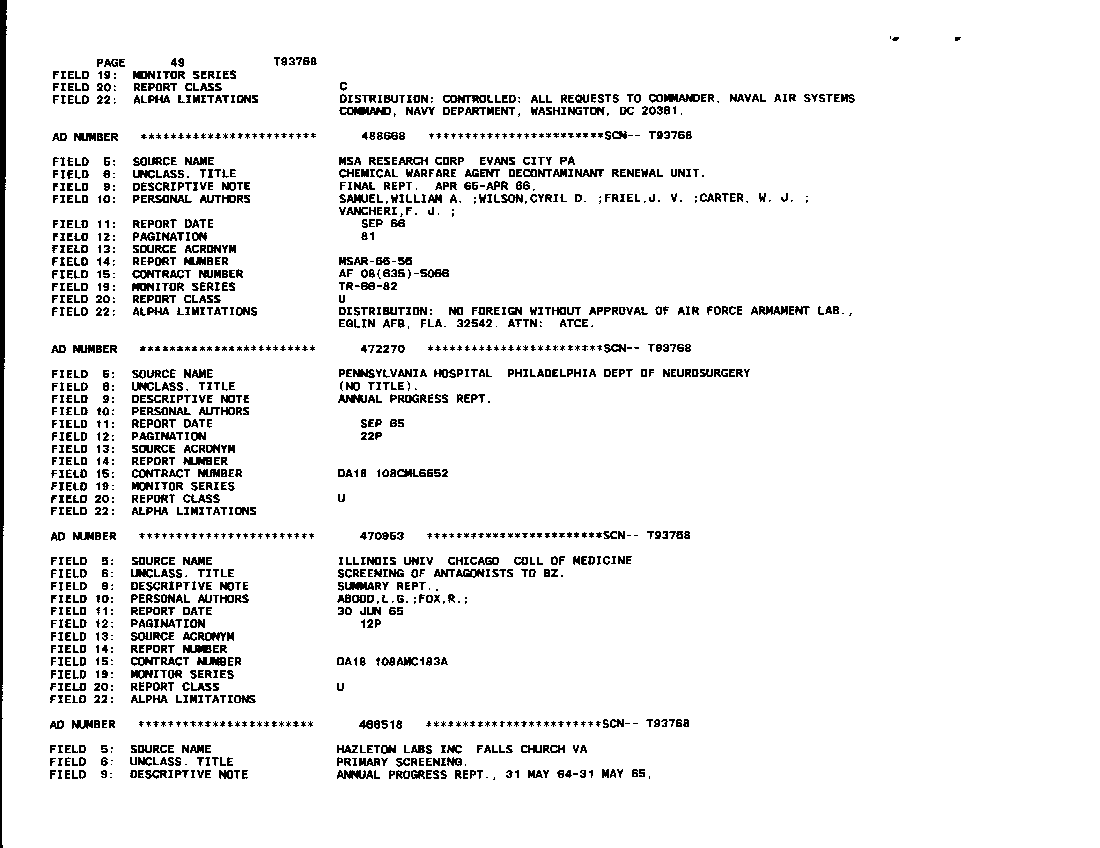 PAGE 49 T93768
FIELD 19: MONITOR SERIES
FIELD 20: REPORT CLASS C
FIELD 22: ALPHA LIMITATIONS DISTRIBUTION: CONTROLLED: ALL REQUESTS TO COMMANDER, NAVAL AIR SYSTEMS
COMMAND, NAVY DEPARTMENT, WASHINGTON, DC 20381.
AD NUMBER ************************ 488668 ************************SCN-- T93768
FIELD 5: SOURCE NAME MSA RESEARCH CORP EVANS CITY PA
FIELD 6: UNCLASS. TITLE CHEMICAL WARFARE AGENT DECONTAMINANT RENEWAL UNIT.
FIELD 9: DESCRIPTIVE NOTE FINAL REPT. APR 65-APR 66,
FIELD 10: PERSONAL AUTHORS SAMUEL,WILLIAM A. ;WILSON,CYRIL D. ;FRIEL,J. V. ;CARTER, W. J. ;
VANCHERI,F. J. ;
FIELD 11: REPORT DATE SEP 66
FIELD 12: PAGINATION 81
FIELD 13: SOURCE ACRONYM
FIELD 14: REPORT NUMBER MSAR-66-56
FIELD 15: CONTRACT NUMBER AF 08(635)-5066
FIELD 19: MONITOR SERIES TR-66-82
FIELD 20: REPORT CLASS U
FIELD 22: ALPHA LIMITATIONS DISTRIBUTION: NO FOREIGN WITHOUT APPROVAL OF AIR FORCE ARMAMENT LAB.,
EGLIN AFB, FLA. 32542. ATTN: ATCE.
AD NUMBER ************************ 472270 ************************SCN-- T93768
FIELD 5: SOURCE NAME PENNSYLVANIA HOSPITAL PHILADELPHIA DEPT OF NEUROSURGERY
FIELD 6: UNCLASS. TITLE (NO TITLE).
FIELD 9: DESCRIPTIVE NOTE ANNUAL PROGRESS REPT.
FIELD 10: PERSONAL AUTHORS
FIELD 11: REPORT DATE SEP 65
FIELD 12: PAGINATION 22P
FIELD 13: SOURCE ACRONYM
FIELD 14: REPORT NUMBER
FIELD 15: CONTRACT NUMBER DA18 108CML6652
FIELD 19: MONITOR SERIES
FIELD 20: REPORT CLASS U
FIELD 22: ALPHA LIMITATIONS
AD NUMBER ************************ 470953 ************************SCN-- T93768
FIELD 5: SOURCE NAME ILLINOIS UNIV CHICAGO COLL OF MEDICINE
FIELD 6: UNCLASS. TITLE SCREENING OF ANTAGONISTS TO BZ.
FIELD 9: DESCRIPTIVE NOTE SUMMARY REPT.,
FIELD 10: PERSONAL AUTHORS ABOOD,L.G.;FOX,R.;
FIELD 11: REPORT DATE 30 JUN 65
FIELD 12: PAGINATION 12P
FIELD 13: SOURCE ACRONYM
FIELD 14: REPORT NUMBER
FIELD 15: CONTRACT NUMBER DA18 108AMC183A
FIELD 19: MONITOR SERIES
FIELD 20: REPORT CLASS U
FIELD 22: ALPHA LIMITATIONS
AD NUMBER ************************ 466518 ************************SCN-- T93768
FIELD 5: SOURCE NAME HAZLETON LABS INC FALLS CHURCH VA
FIELD 6: UNCLASS. TITLE PRIMARY SCREENING.
FIELD 9: DESCRIPTIVE NOTE ANNUAL PROGRESS REPT., 31 MAY 64-31 MAY 65,